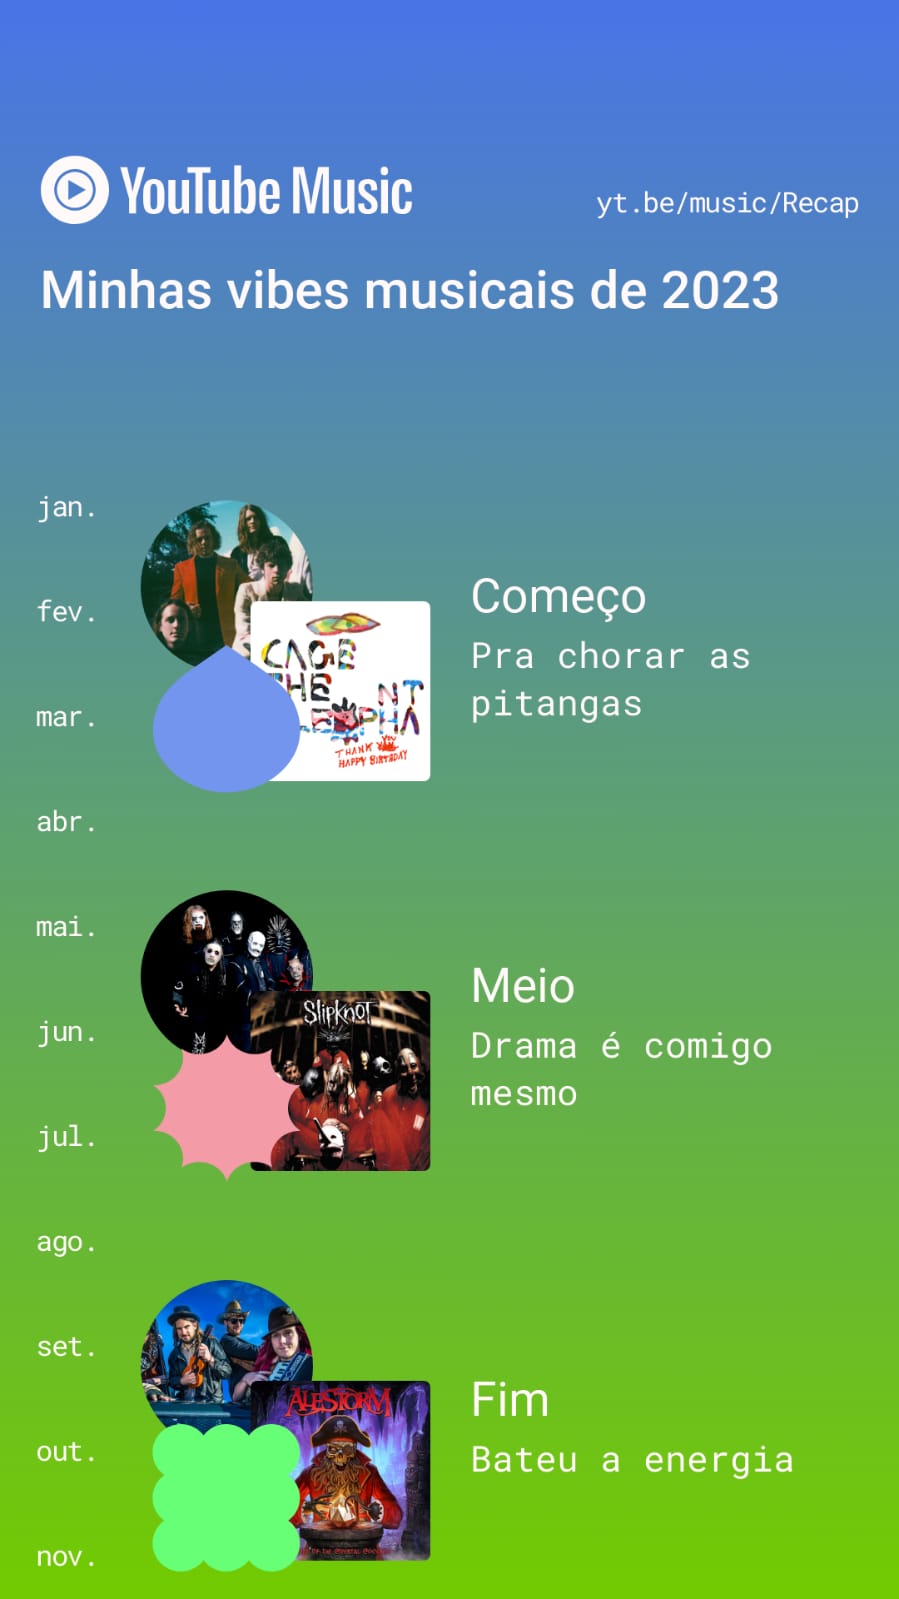 YouTube Music
yt.be/music/Recap
Minhas vibes musicais de 2023
jan.
fev.
mar.
abr.
mai.
jun.
jul.
ago.
set.
out.
nov.
CAGE
THE
THANK YOU
HAPPY BIRTHDAY
Começo
Pra chorar as
pitangas
SlipKnoT
Meio
Drama é comigo
mesmo
ALESTORM
Fim
Bateu a energia